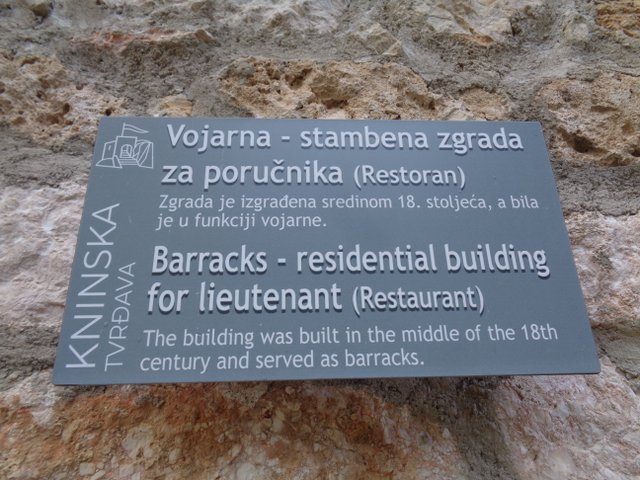 Vojarna - stambena zgrada
za poručnika (Restoran)
Zgrada je izgrađena sredinom 18. stoljeća, a bila
je u funkciji vojarne.
Barracks - residential building
for lieutenant (Restaurant)
The building was built in the middle of the 18th
century and served as barracks.
KNINSKA
TVRĐAVA